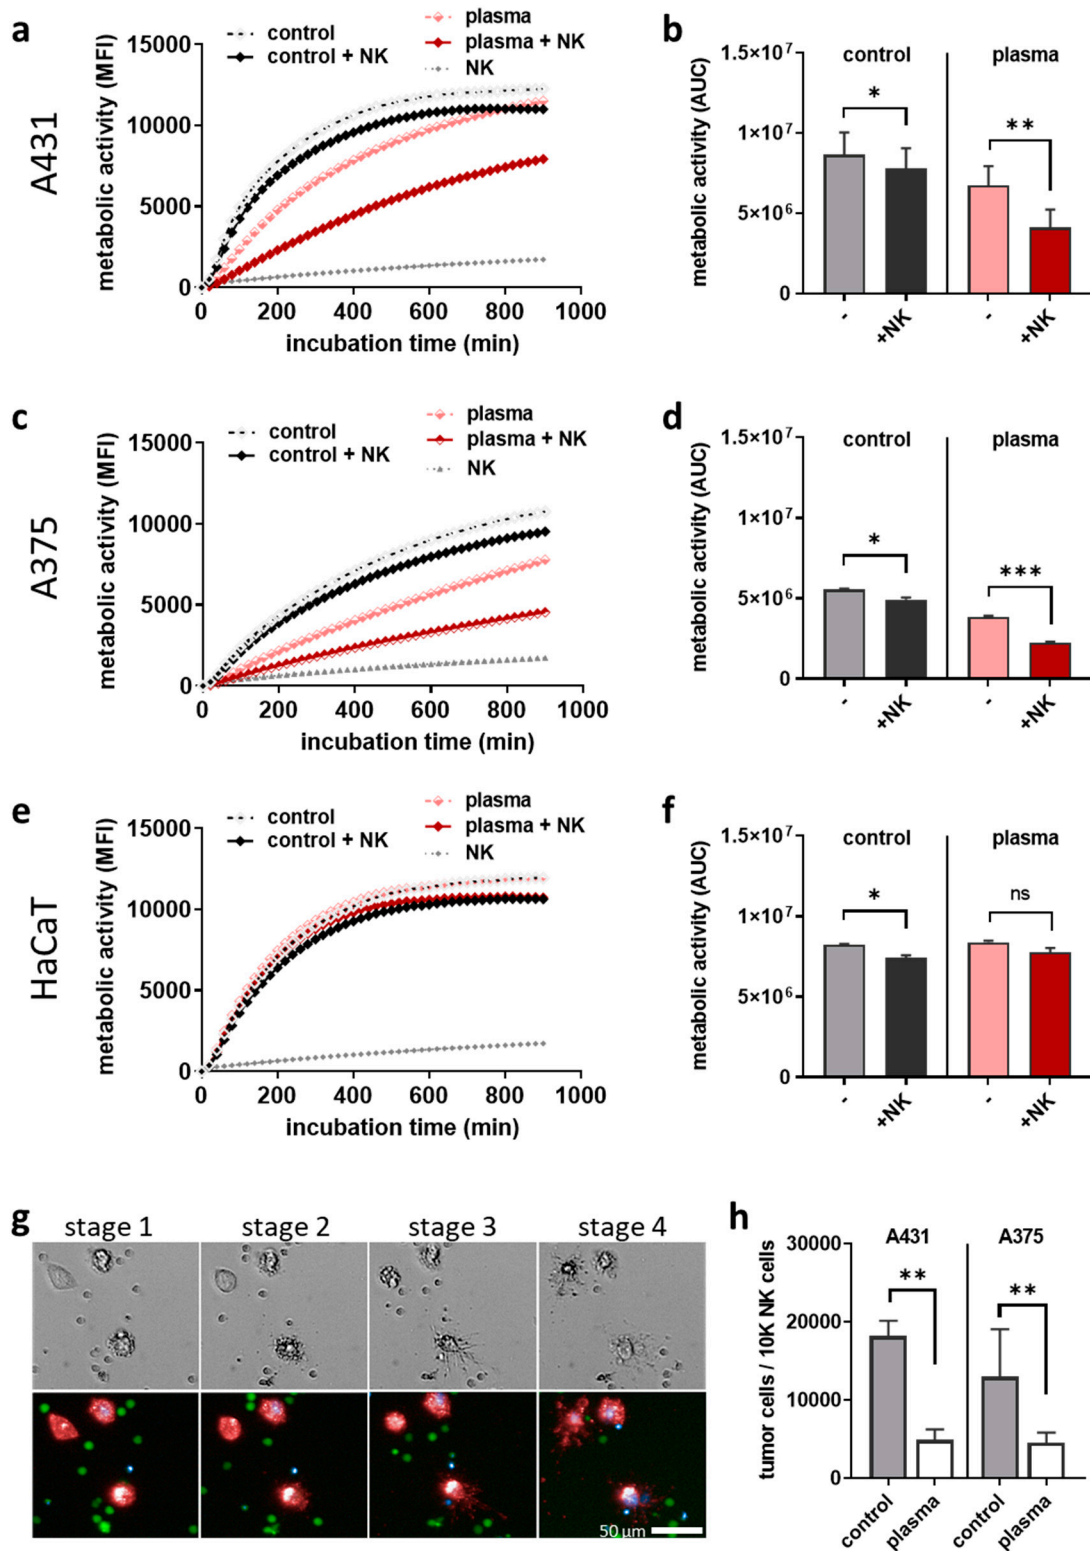 a
A431
metabolic activity (MFI)
15000
10000
5000
0
0 200 400 600 800 1000
incubation time (min)
control
control + NK
plasma
plasma + NK
NK
b
metabolic activity (AUC)
1.5×10⁷
1×10⁷
5×10⁶
0
control
plasma
*
**
-
+NK
-
+NK
c
A375
metabolic activity (MFI)
15000
10000
5000
0
0 200 400 600 800 1000
incubation time (min)
control
control + NK
plasma
plasma + NK
NK
d
metabolic activity (AUC)
1.5×10⁷
1×10⁷
5×10⁶
0
control
plasma
*
***
-
+NK
-
+NK
e
HaCaT
metabolic activity (MFI)
15000
10000
5000
0
0 200 400 600 800 1000
incubation time (min)
control
control + NK
plasma
plasma + NK
NK
f
metabolic activity (AUC)
1.5×10⁷
1×10⁷
5×10⁶
0
control
plasma
*
ns
-
+NK
-
+NK
g
stage 1
stage 2
stage 3
stage 4
50 µm
h
tumor cells / 10K NK cells
30000
20000
10000
0
A431
A375
**
**
control
plasma
control
plasma